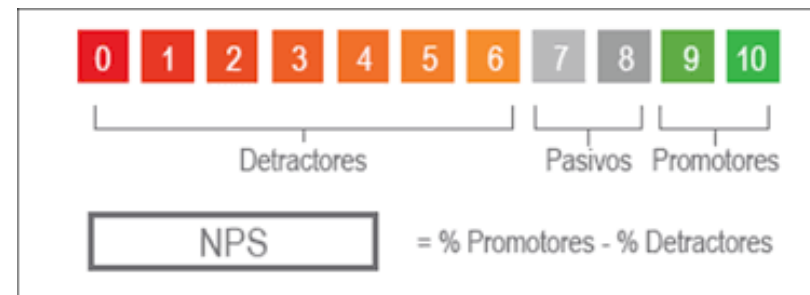 0 1 2 3 4 5 6 7 8 9 10
Detractores Pasivos Promotores
NPS = % Promotores - % Detractores